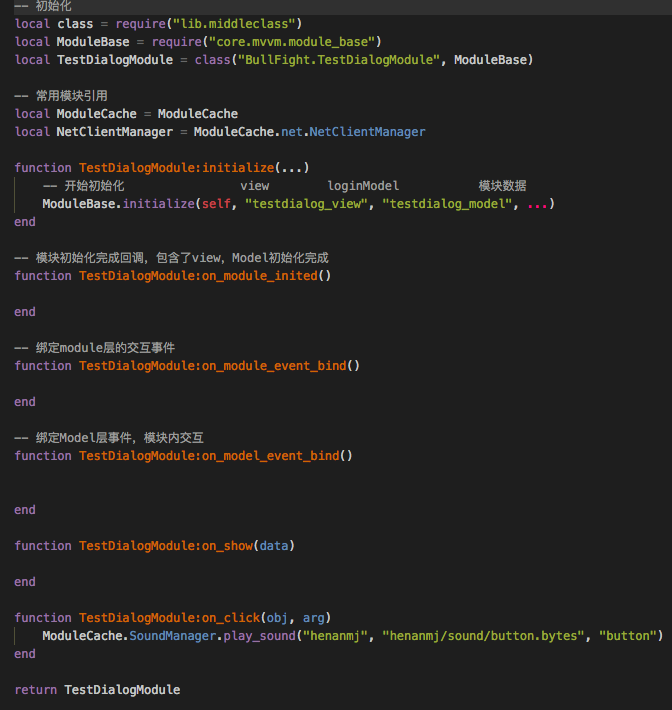 -- 初始化
local class = require("lib.middleclass")
local ModuleBase = require("core.mvvm.module_base")
local TestDialogModule = class("BullFight.TestDialogModule", ModuleBase)
-- 常用模块引用
local ModuleCache = ModuleCache
local NetClientManager = ModuleCache.net.NetClientManager
function TestDialogModule:initialize(...)
-- 开始初始化 view loginModel 模块数据
ModuleBase.initialize(self, "testdialog_view", "testdialog_model", ...)
end
-- 模块初始化完成回调，包含了view，Model初始化完成
function TestDialogModule:on_module_inited()
end
-- 绑定module层的交互事件
function TestDialogModule:on_module_event_bind()
end
-- 绑定Model层事件，模块内交互
function TestDialogModule:on_model_event_bind()
end
function TestDialogModule:on_show(data)
end
function TestDialogModule:on_click(obj, arg)
ModuleCache.SoundManager.play_sound("henanmj", "henanmj/sound/button.bytes", "button")
end
return TestDialogModule